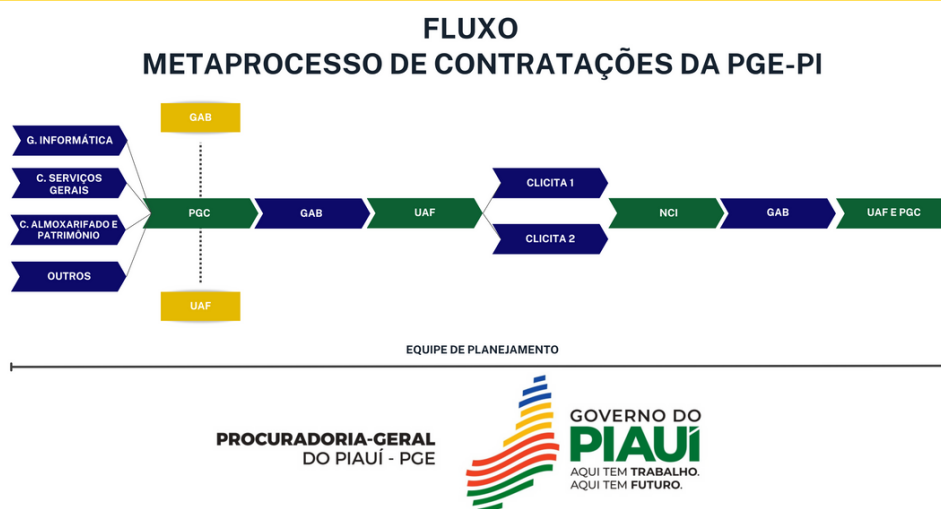 FLUXO
METAPROCESSO DE CONTRATAÇÕES DA PGE-PI
GAB
G. INFORMÁTICA
C. SERVIÇOS
GERAIS
C. ALMOXARIFADO E
PATRIMÔNIO
OUTROS
PGC
GAB
UAF
CLICITA 1
CLICITA 2
NCI
GAB
UAF E PGC
UAF
EQUIPE DE PLANEJAMENTO
PROCURADORIA-GERAL
DO PIAUÍ - PGE
GOVERNO DO
PIAUÍ
AQUI TEM TRABALHO.
AQUI TEM FUTURO.